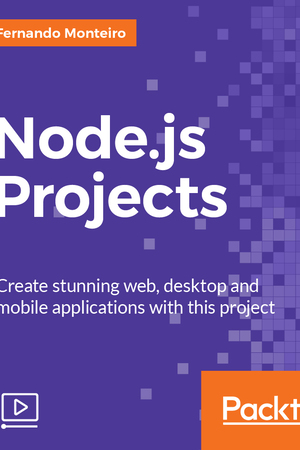 Fernando Monteiro
Node.js
Projects
Create stunning web, desktop and
mobile applications with this project
Packt